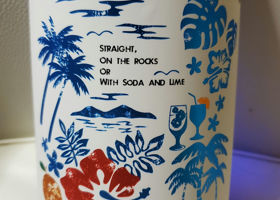 STRAIGHT,
ON THE ROCKS
OR
WITH SODA AND LIME